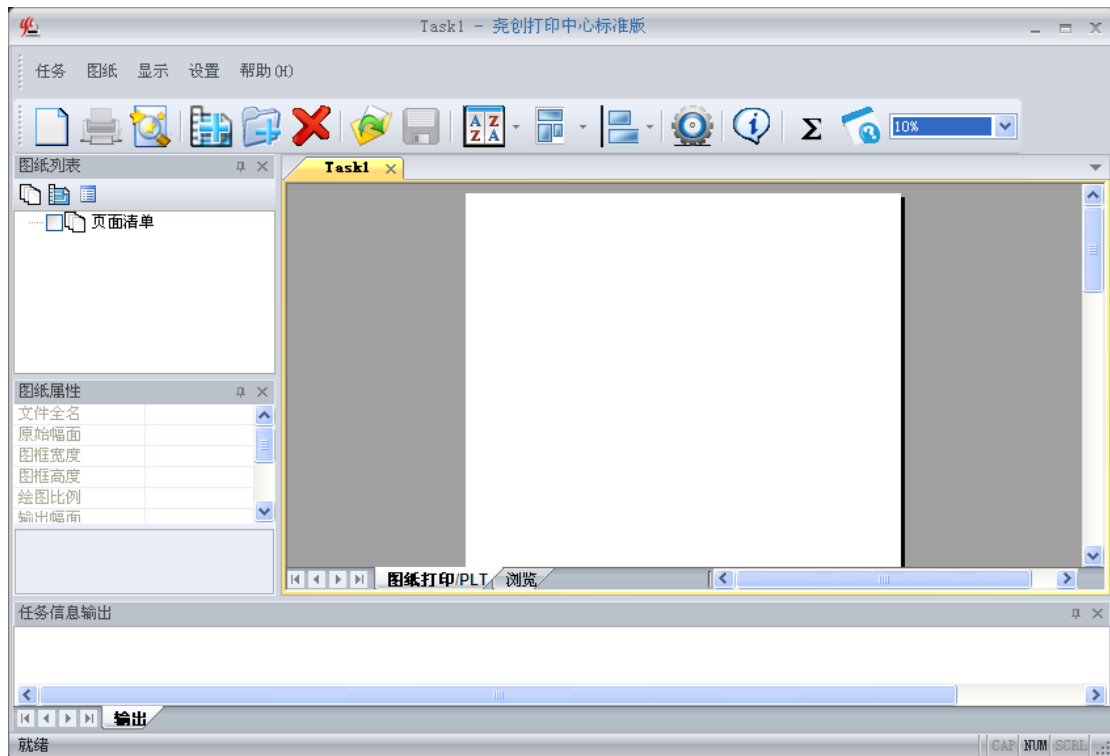 Task1 - 尧创打印中心标准版
任务 图纸 显示 设置 帮助(H)
A Z
Z A
Σ
10%
图纸列表
Task1
页面清单
图纸属性
文件全名
原始幅面
图框宽度
图框高度
绘图比例
输出幅面
图纸打印/PLT 浏览
任务信息输出
输出
就绪
CAP NUM SCRL